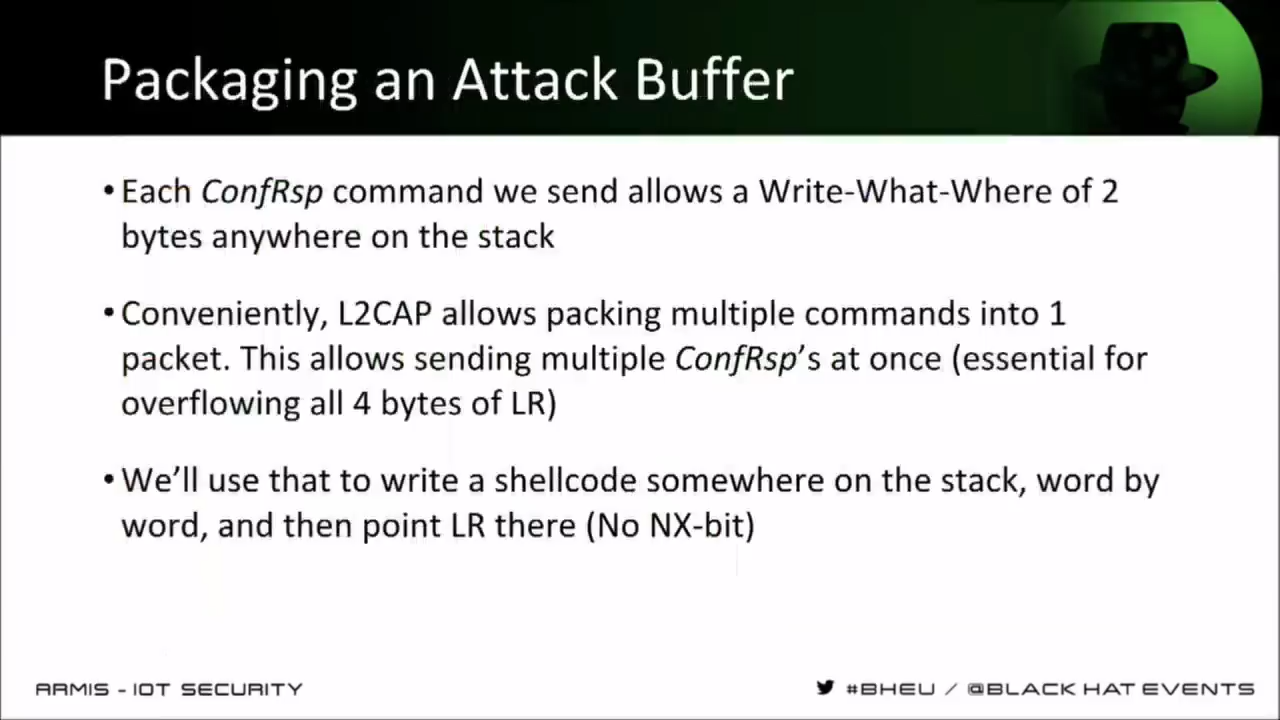 Packaging an Attack Buffer
•Each ConfRsp command we send allows a Write-What-Where of 2
bytes anywhere on the stack
•Conveniently, L2CAP allows packing multiple commands into 1
packet. This allows sending multiple ConfRsp’s at once (essential for
overflowing all 4 bytes of LR)
•We’ll use that to write a shellcode somewhere on the stack, word by
word, and then point LR there (No NX-bit)
ARMIS - IOT SECURITY
#BHEU / @BLACK HAT EVENTS